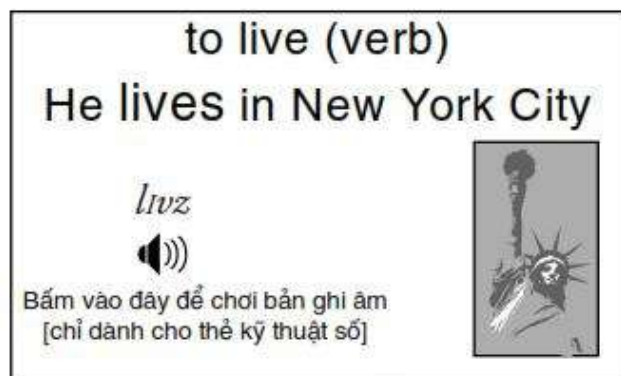 to live (verb)
He lives in New York City
lɪvz
Bấm vào đây để chơi bản ghi âm
[chỉ dành cho thẻ kỹ thuật số]